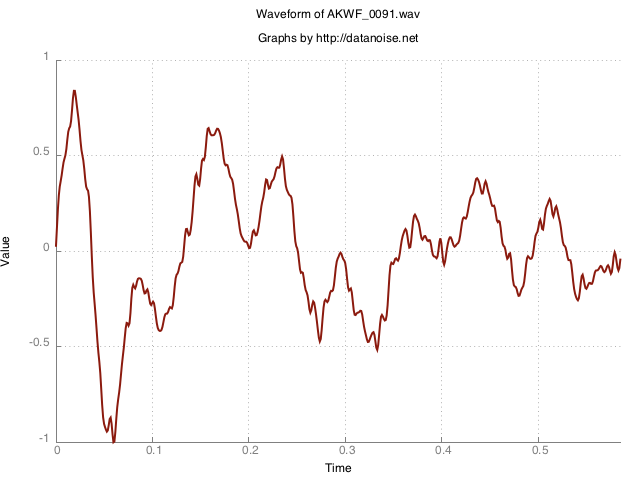 Waveform of AKWF_0091.wav
Graphs by http://datanoise.net
1
0.5
0
-0.5
-1
Value
0 0.1 0.2 0.3 0.4 0.5
Time